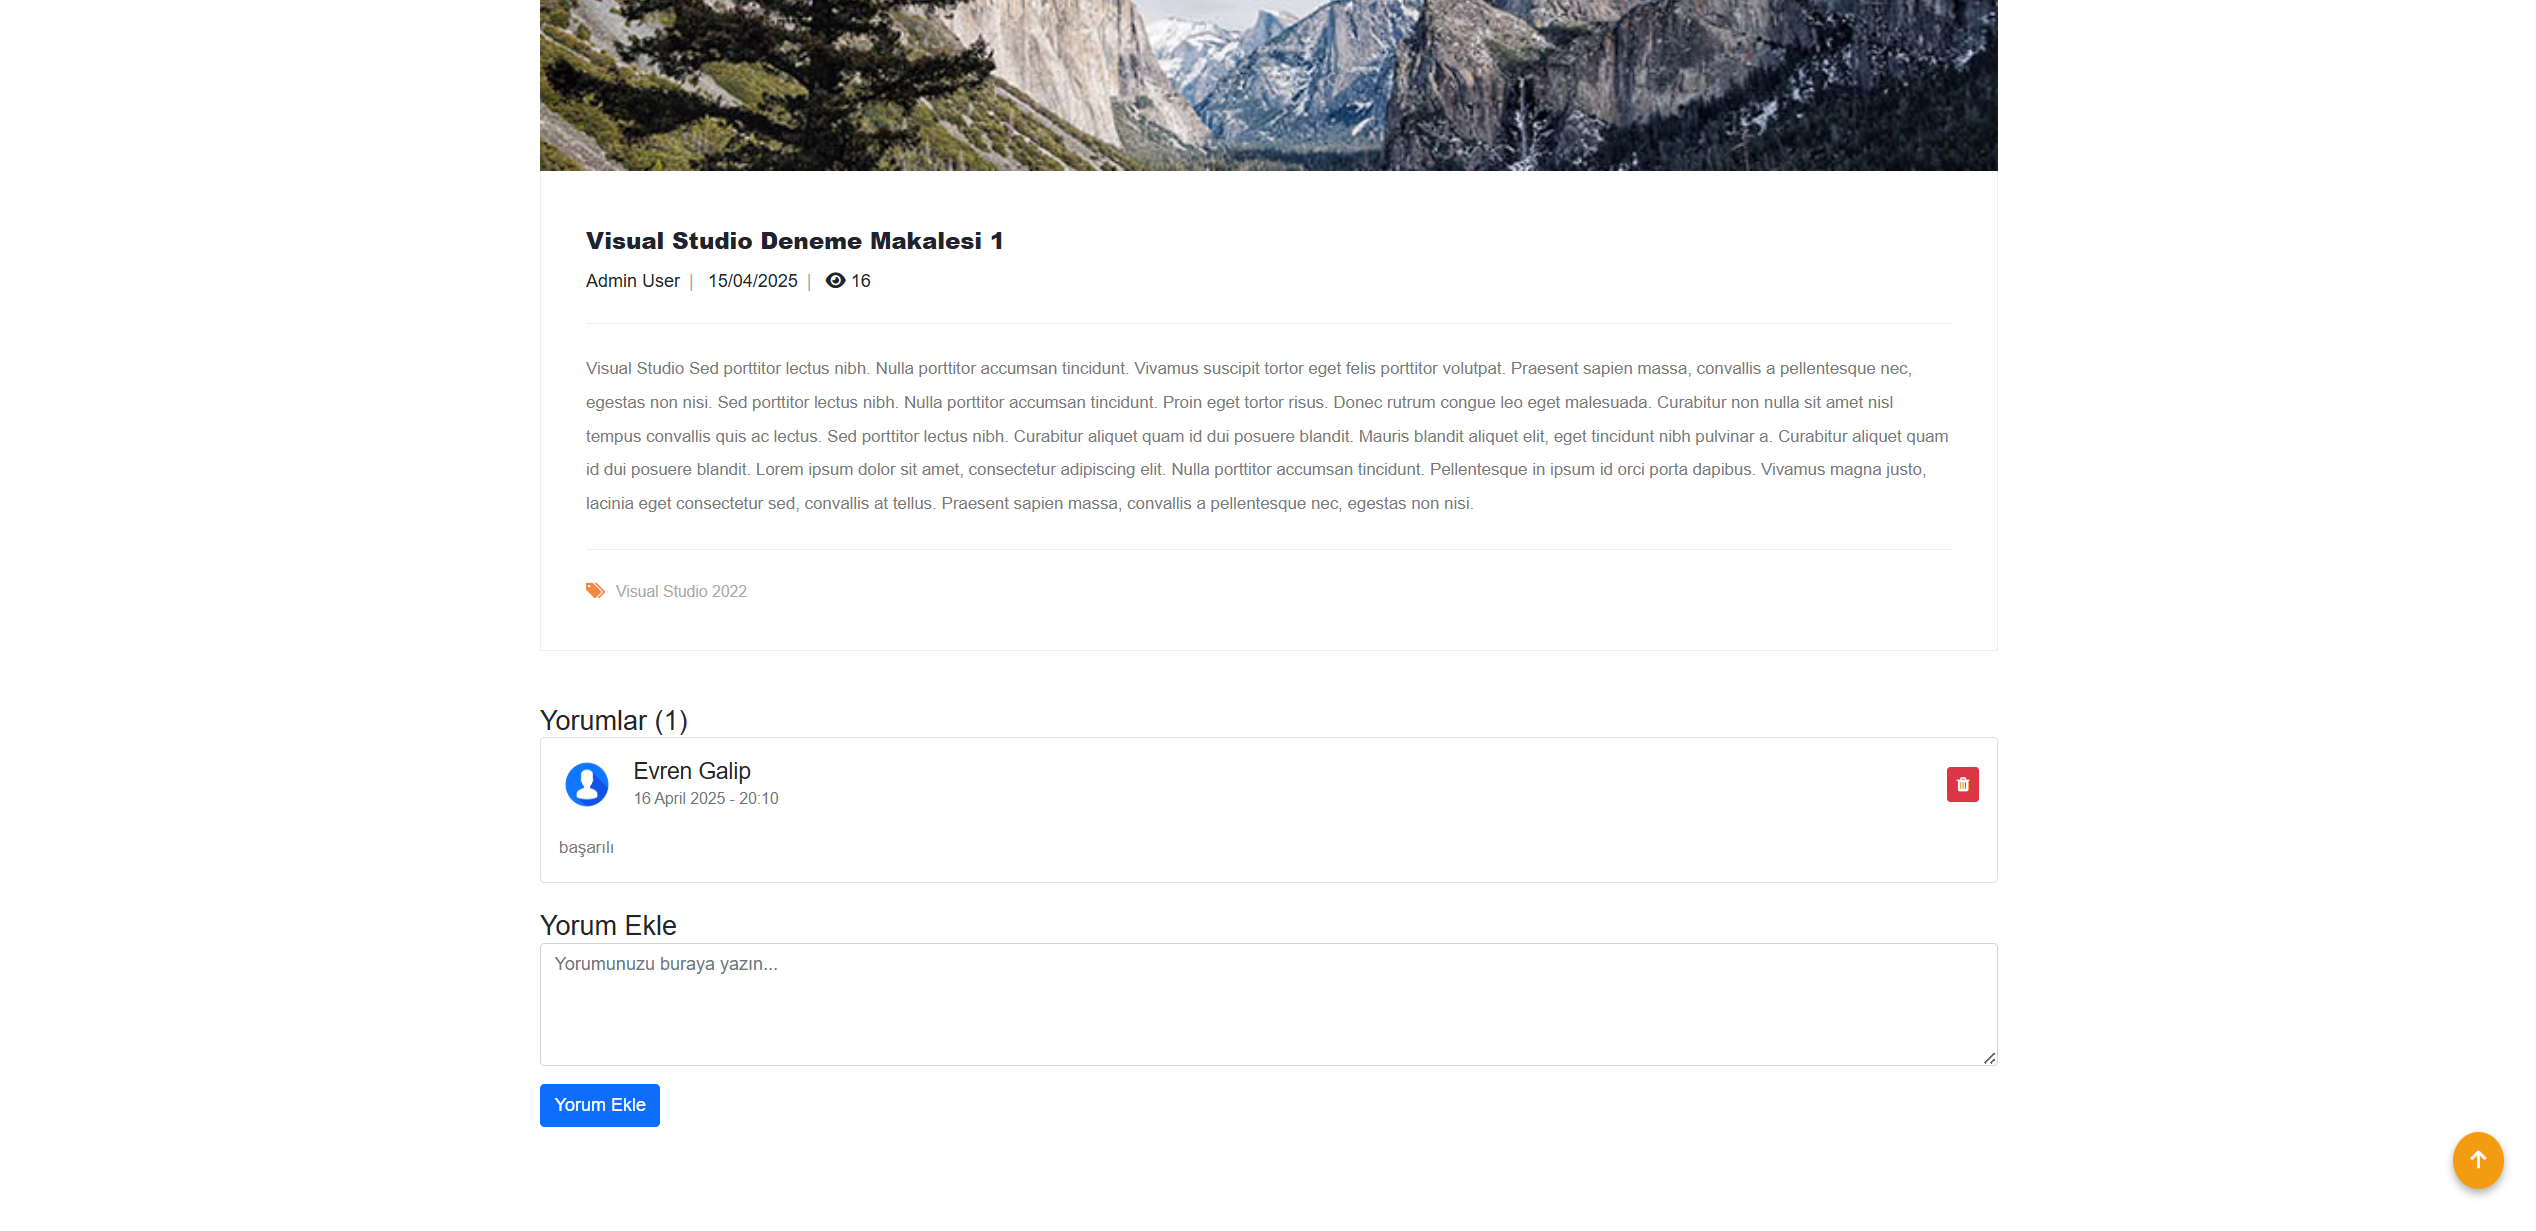 Visual Studio Deneme Makalesi 1
Admin User | 15/04/2025 | 16
Visual Studio Sed porttitor lectus nibh. Nulla porttitor accumsan tincidunt. Vivamus suscipit tortor eget felis porttitor volutpat. Praesent sapien massa, convallis a pellentesque nec,
egestas non nisi. Sed porttitor lectus nibh. Nulla porttitor accumsan tincidunt. Proin eget tortor risus. Donec rutrum congue leo eget malesuada. Curabitur non nulla sit amet nisl
tempus convallis quis ac lectus. Sed porttitor lectus nibh. Curabitur aliquet quam id dui posuere blandit. Mauris blandit aliquet elit, eget tincidunt nibh pulvinar a. Curabitur aliquet quam
id dui posuere blandit. Lorem ipsum dolor sit amet, consectetur adipiscing elit. Nulla porttitor accumsan tincidunt. Pellentesque in ipsum id orci porta dapibus. Vivamus magna justo,
lacinia eget consectetur sed, convallis at tellus. Praesent sapien massa, convallis a pellentesque nec, egestas non nisi.
Visual Studio 2022
Yorumlar (1)
Evren Galip
16 April 2025 - 20:10
başarılı
Yorum Ekle
Yorumunuzu buraya yazın...
Yorum Ekle